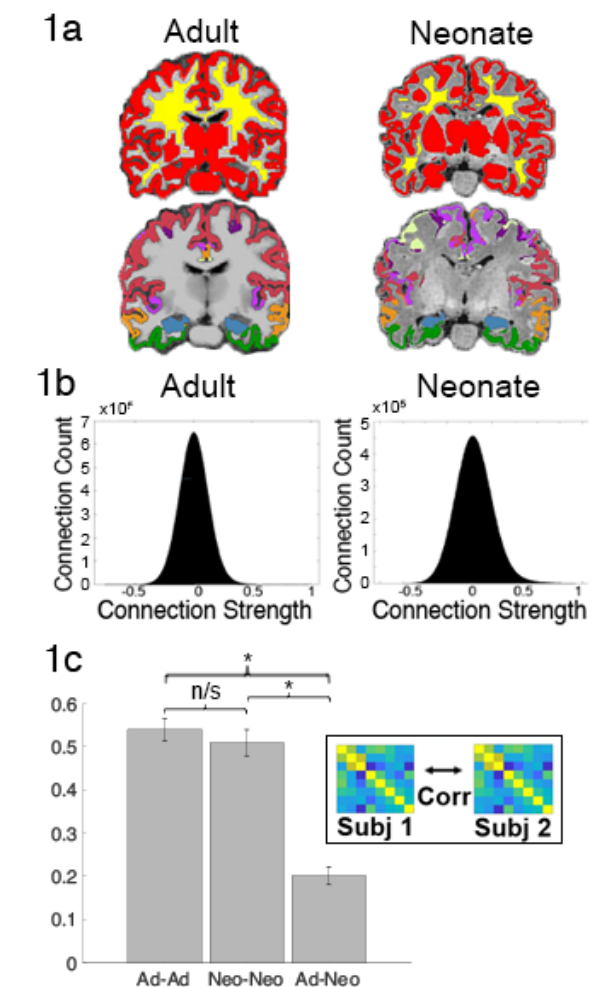 1a
Adult Neonate
1b
Adult Neonate
Connection Count
7
6
5
4
3
2
1
0
-0.5 0 0.5 1
Connection Strength
Connection Count
5
4
3
2
1
0
-0.5 0 0.5 1
Connection Strength
1c
*
n/s *
0.6
0.5
0.4
0.3
0.2
0.1
0
Corr
Subj 1 Subj 2
Ad-Ad Neo-Neo Ad-Neo